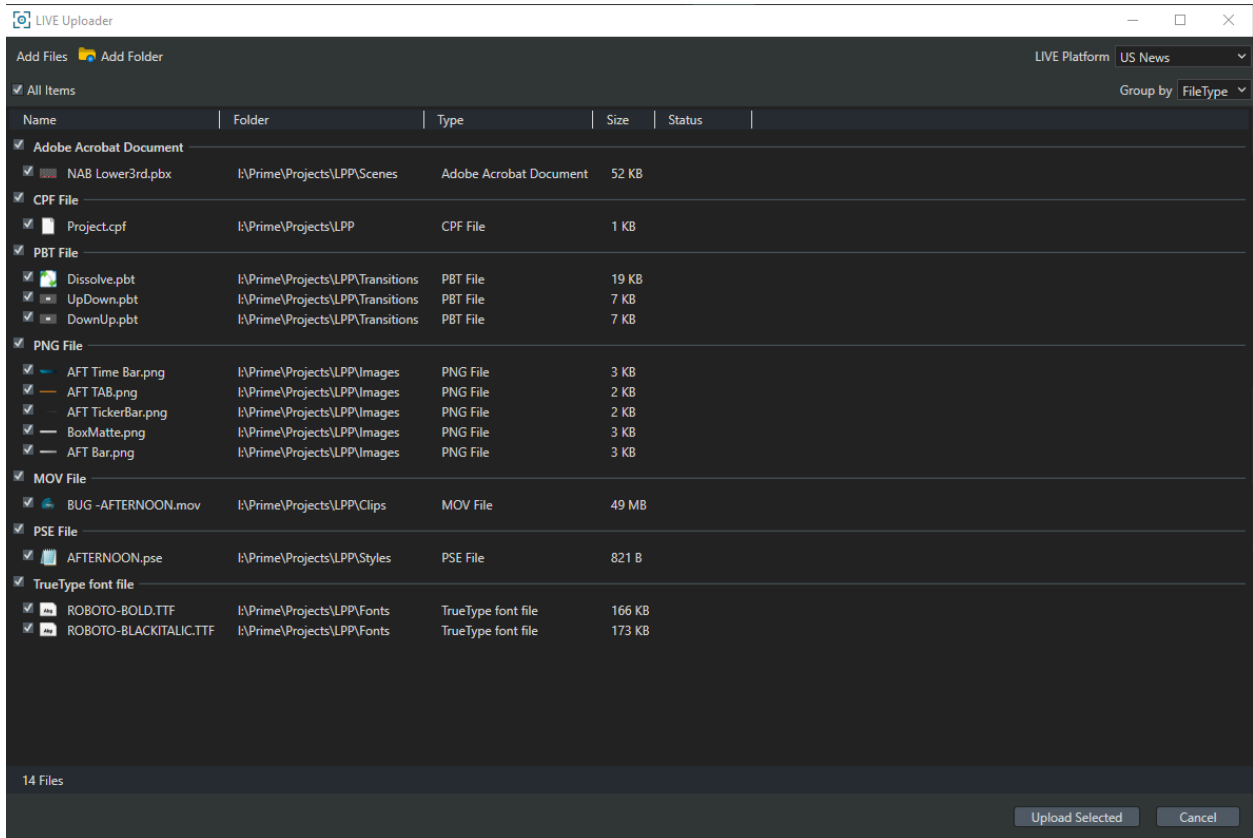 LIVE Uploader
Add Files Add Folder LIVE Platform US News
All Items Group by FileType
Name Folder Type Size Status
Adobe Acrobat Document
NAB Lower3rd.pbx I:\Prime\Projects\LPP\Scenes Adobe Acrobat Document 52 KB
CPF File
Project.cpf I:\Prime\Projects\LPP CPF File 1 KB
PBT File
Dissolve.pbt I:\Prime\Projects\LPP\Transitions PBT File 19 KB
UpDown.pbt I:\Prime\Projects\LPP\Transitions PBT File 7 KB
DownUp.pbt I:\Prime\Projects\LPP\Transitions PBT File 7 KB
PNG File
AFT Time Bar.png I:\Prime\Projects\LPP\Images PNG File 3 KB
AFT TAB.png I:\Prime\Projects\LPP\Images PNG File 2 KB
AFT TickerBar.png I:\Prime\Projects\LPP\Images PNG File 2 KB
BoxMatte.png I:\Prime\Projects\LPP\Images PNG File 3 KB
AFT Bar.png I:\Prime\Projects\LPP\Images PNG File 3 KB
MOV File
BUG -AFTERNOON.mov I:\Prime\Projects\LPP\Clips MOV File 49 MB
PSE File
AFTERNOON.pse I:\Prime\Projects\LPP\Styles PSE File 821 B
TrueType font file
ROBOTO-BOLD.TTF I:\Prime\Projects\LPP\Fonts TrueType font file 166 KB
ROBOTO-BLACKITALIC.TTF I:\Prime\Projects\LPP\Fonts TrueType font file 173 KB
14 Files
Upload Selected Cancel